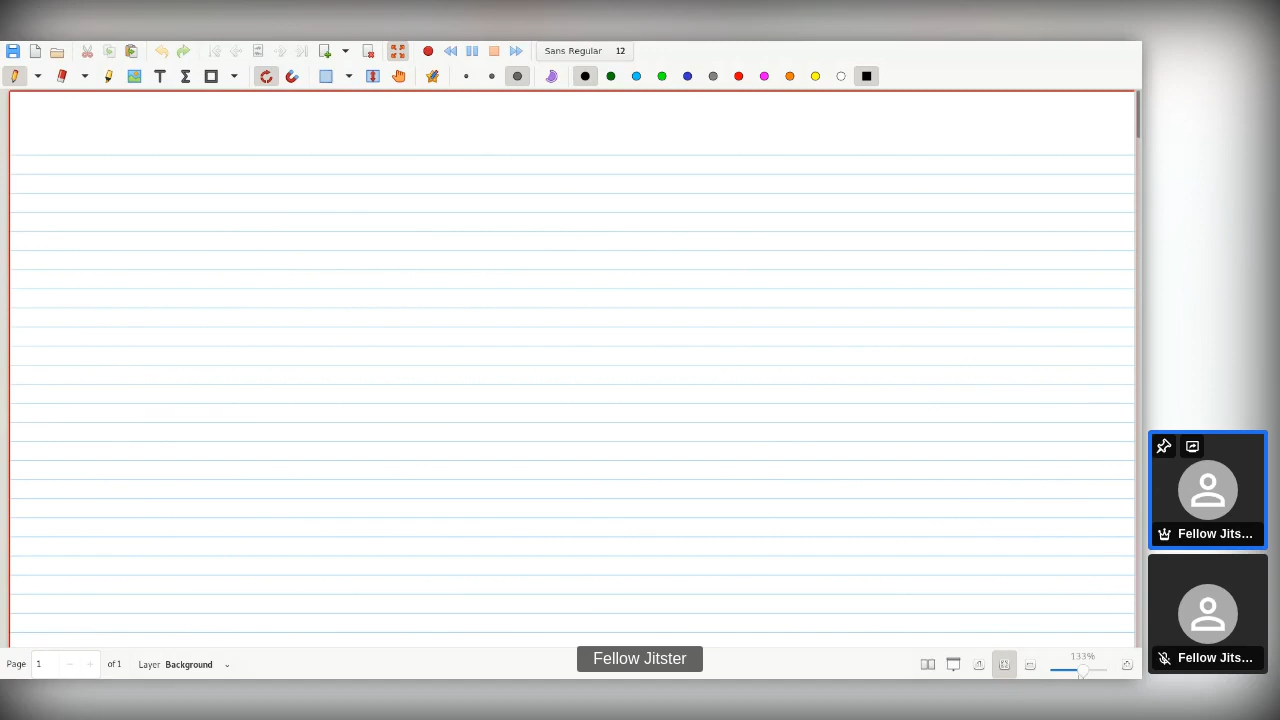 Sans Regular 12
Page 1 of 1 Layer Background
133%
Fellow Jitster
Fellow Jits...
Fellow Jits...